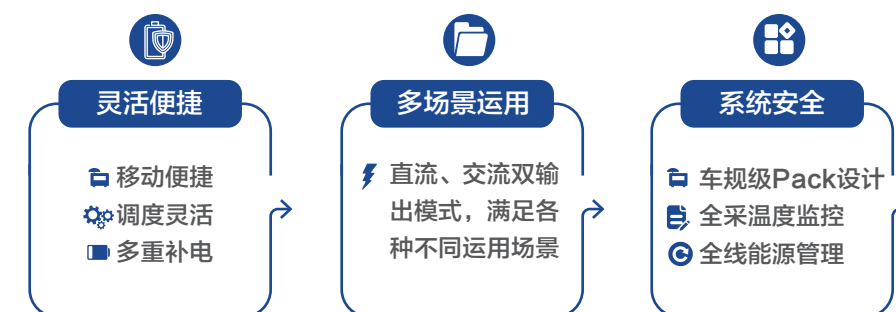 灵活便捷
移动便捷
调度灵活
多重补电
多场景运用
直流、交流双输
出模式，满足各
种不同运用场景
系统安全
车规级Pack设计
全采温度监控
全线能源管理